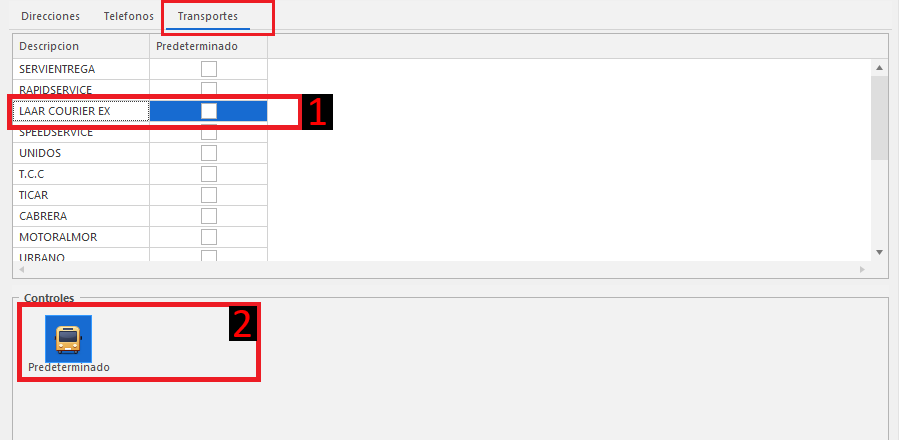 Direcciones Telefonos Transportes
Descripcion Predeterminado
SERVIENTREGA
RAPIDSERVICE
LAAR COURIER EX 1
SPEEDSERVICE
UNIDOS
T.C.C
TICAR
CABRERA
MOTORALMOR
URBANO
Controles
2
Predeterminado